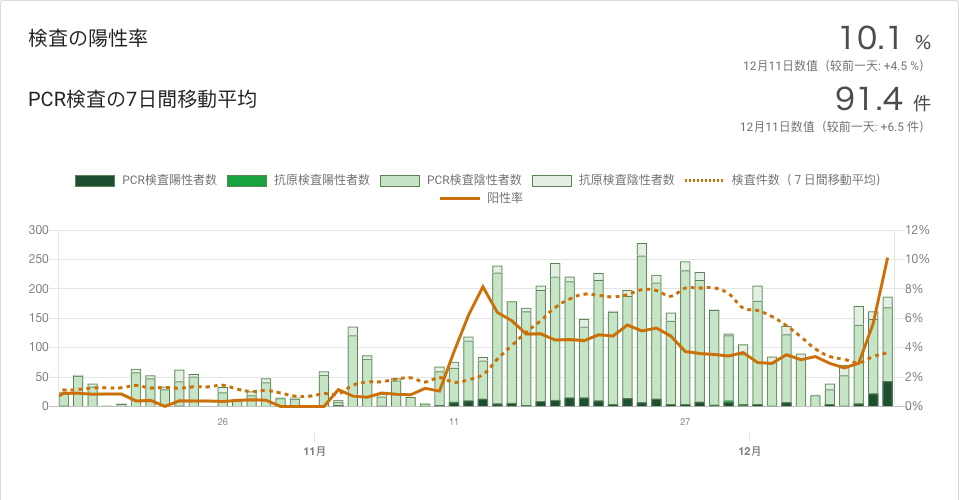 検査の陽性率
10.1 %
12月11日数值（较前一天: +4.5 %）
PCR検査の7日間移動平均
91.4 件
12月11日数值（较前一天: +6.5 件）
PCR検査陽性者数 抗原検査陽性者数 PCR検査陰性者数 抗原検査陰性者数 検査件数（７日間移動平均）
阳性率
300 12%
250 10%
200 8%
150 6%
100 4%
50 2%
0 0%
26 11 27
11月 12月